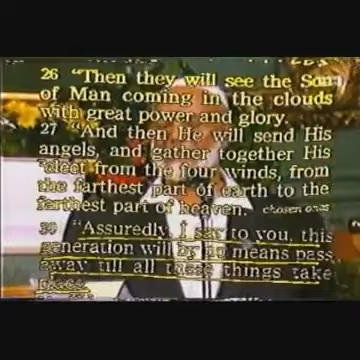 26 "Then they will see the Son
of Man coming in the clouds
with great power and glory.
27 "And then He will send His
angels, and gather together His
elect from the four winds, from
the farthest part of earth to the
farthest part of heaven. chosen ones
30 "Assuredly, I say to you, this
generation will by no means pass
away till all these things take
place.